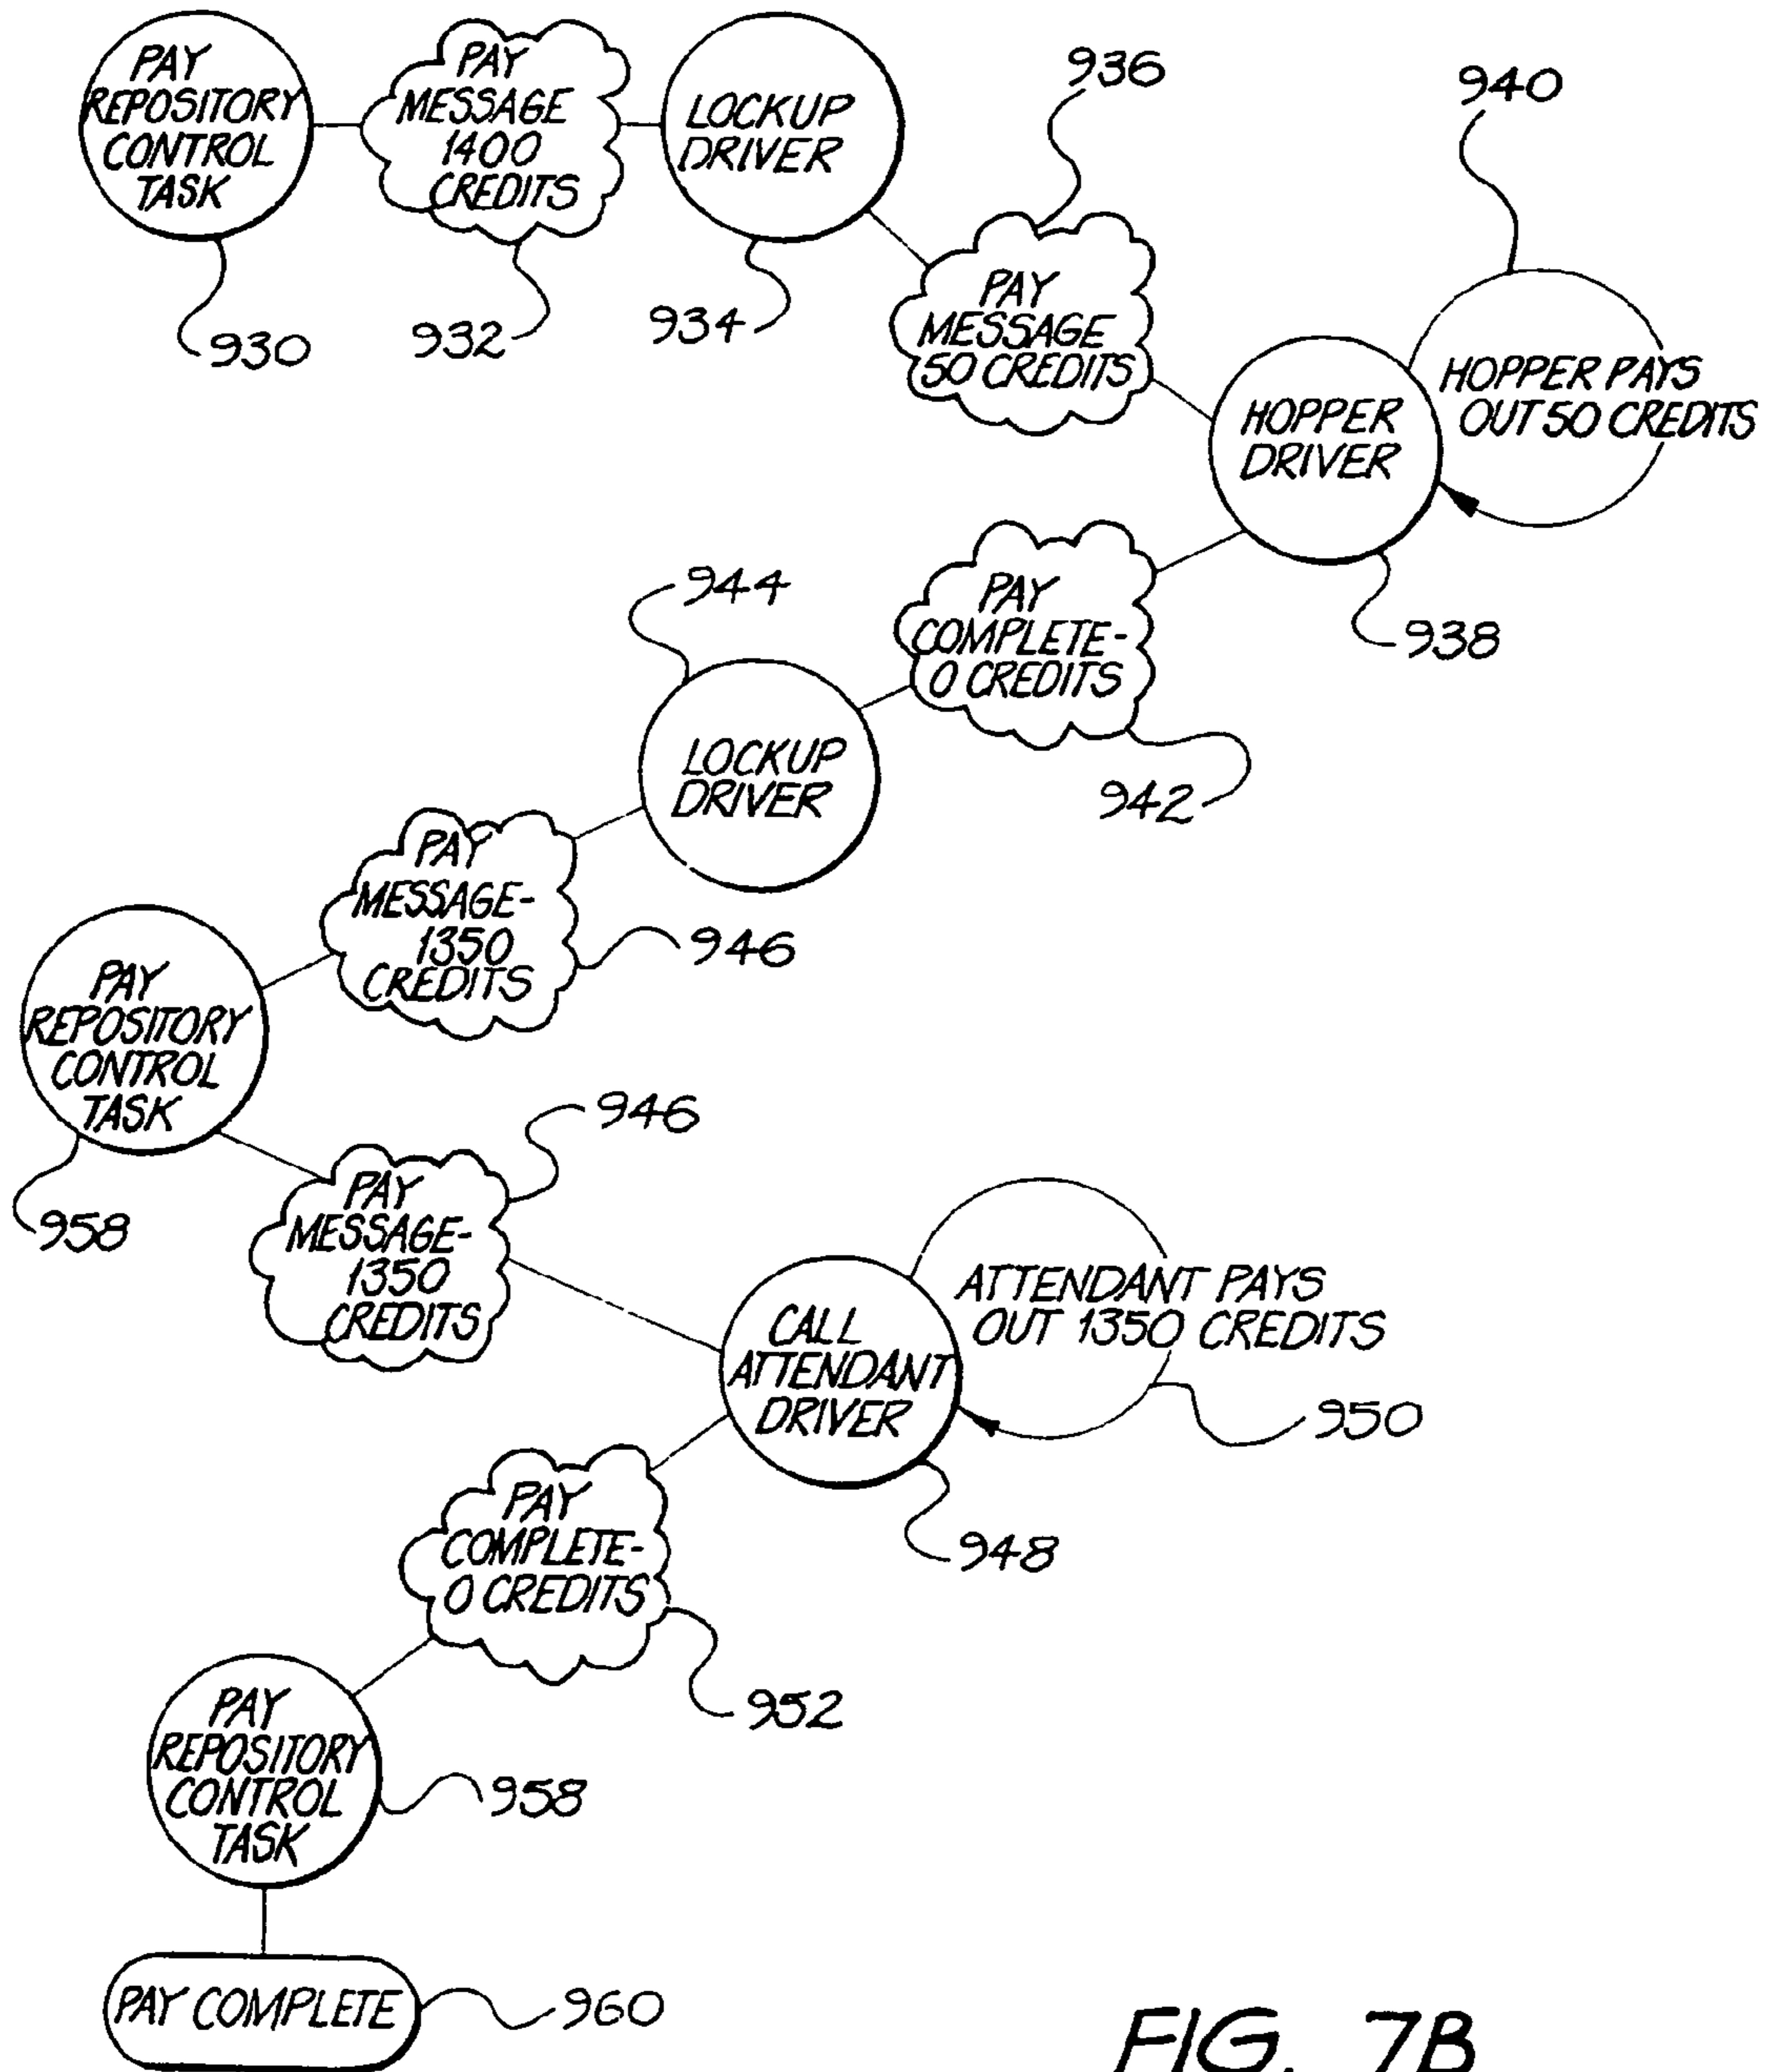 PAY
REPOSITORY
CONTROL
TASK
930
PAY
MESSAGE
1400
CREDITS
932
LOCKUP
DRIVER
934
936
PAY
MESSAGE
50 CREDITS
940
HOPPER PAYS
OUT 50 CREDITS
HOPPER
DRIVER
938
PAY
COMPLETE-
0 CREDITS
942
944
LOCKUP
DRIVER
PAY
MESSAGE-
1350
CREDITS
946
PAY
REPOSITORY
CONTROL
TASK
958
946
PAY
MESSAGE-
1350
CREDITS
ATTENDANT PAYS
OUT 1350 CREDITS
950
CALL
ATTENDANT
DRIVER
948
PAY
COMPLETE-
0 CREDITS
952
PAY
REPOSITORY
CONTROL
TASK
958
PAY COMPLETE
960
FIG. 7B